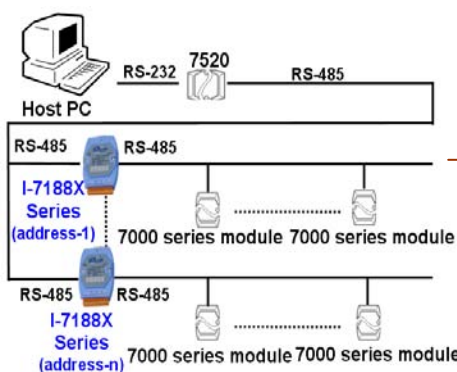 7520
RS-232
RS-485
Host PC
RS-485
RS-485
I-7188X
Series
(address-1)
7000 series module
7000 series module
RS-485
RS-485
I-7188X
Series
(address-n)
7000 series module
7000 series module